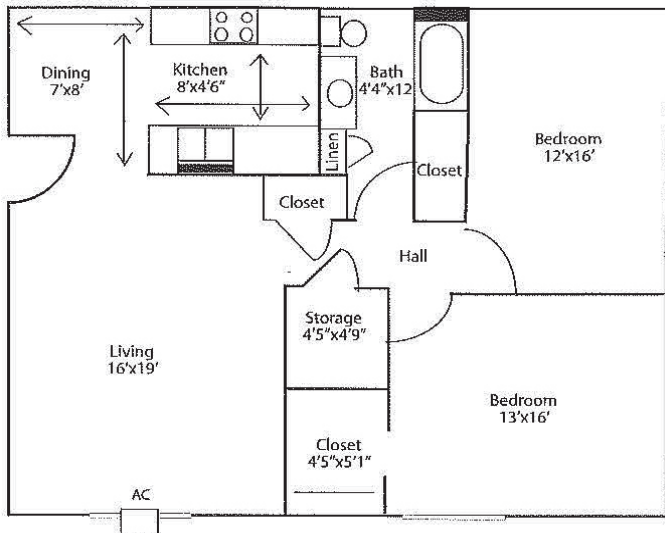 Dining
7'x8'
Kitchen
8'x4'6"
Bath
4'4"x12
Linen
Closet
Closet
Bedroom
12'x16'
Hall
Storage
4'5"x4'9"
Living
16'x19'
Bedroom
13'x16'
Closet
4'5"x5'1"
AC